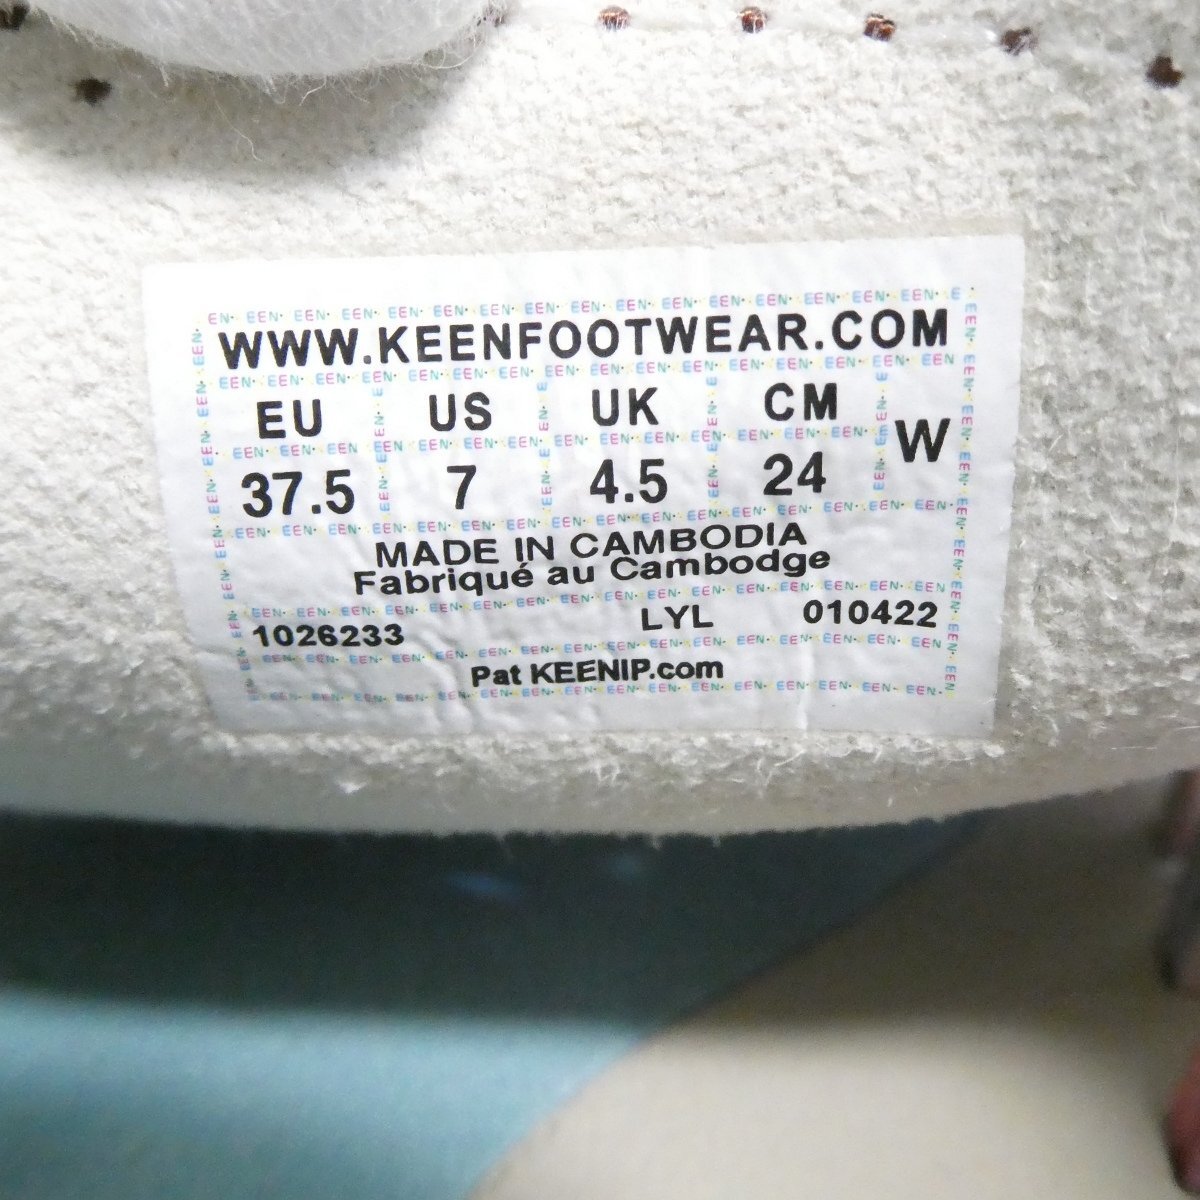 WWW.KEENFOOTWEAR.COM
EU US UK CM W
37.5 7 4.5 24
MADE IN CAMBODIA
Fabriqué au Cambodge
1026233 LYL 010422
Pat KEENIP.com